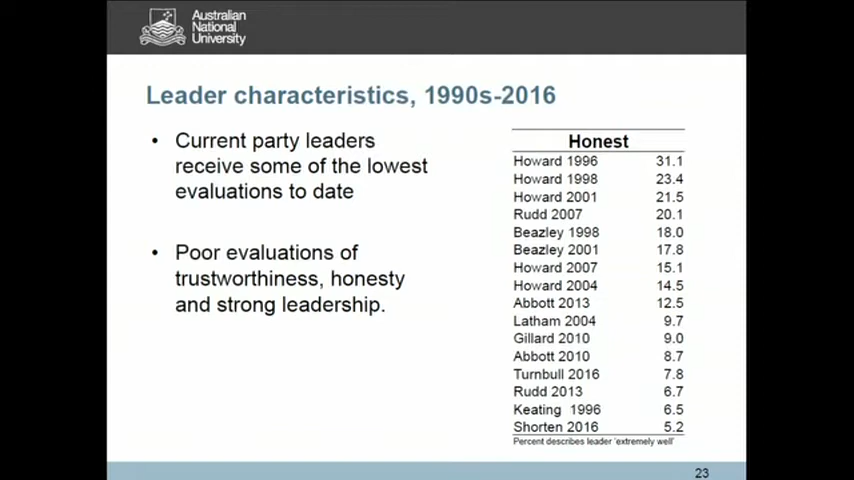 Australian
National
University
Leader characteristics, 1990s-2016
• Current party leaders
receive some of the lowest
evaluations to date
• Poor evaluations of
trustworthiness, honesty
and strong leadership.
Honest
Howard 1996 31.1
Howard 1998 23.4
Howard 2001 21.5
Rudd 2007 20.1
Beazley 1998 18.0
Beazley 2001 17.8
Howard 2007 15.1
Howard 2004 14.5
Abbott 2013 12.5
Latham 2004 9.7
Gillard 2010 9.0
Abbott 2010 8.7
Turnbull 2016 7.8
Rudd 2013 6.7
Keating 1996 6.5
Shorten 2016 5.2
Percent describes leader 'extremely well'
23